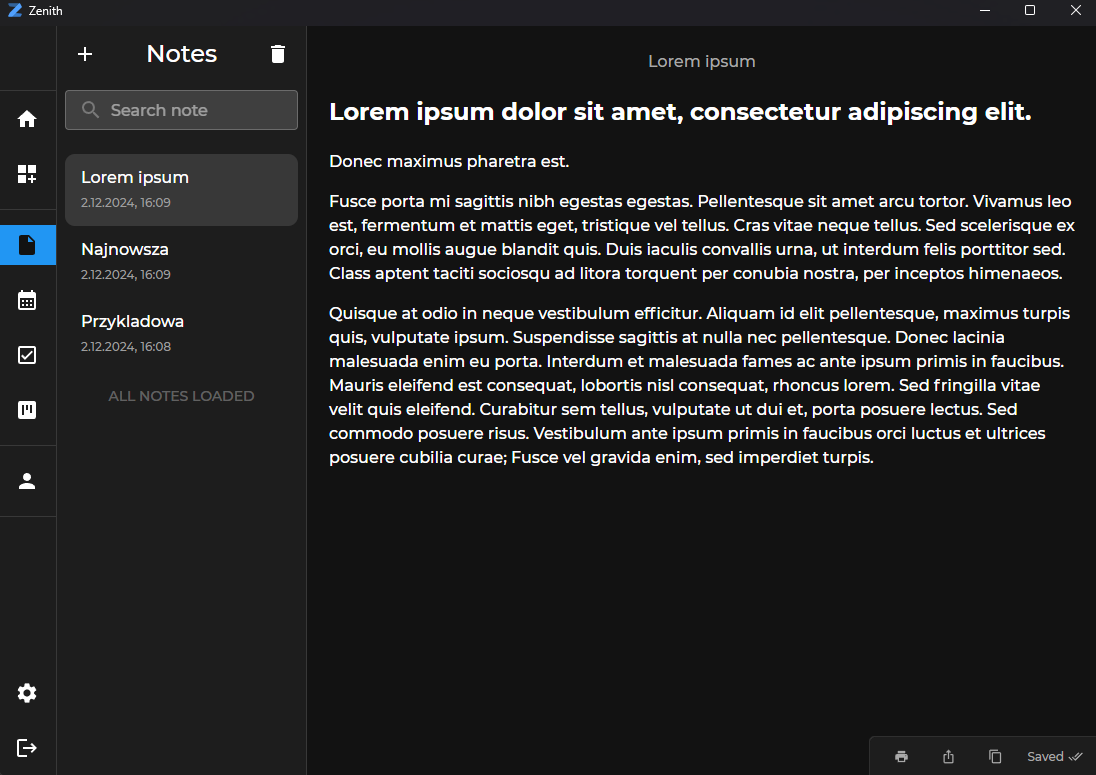 Zenith
Notes
Search note
Lorem ipsum
2.12.2024, 16:09
Najnowsza
2.12.2024, 16:09
Przykladowa
2.12.2024, 16:08
ALL NOTES LOADED
Lorem ipsum
Lorem ipsum dolor sit amet, consectetur adipiscing elit.
Donec maximus pharetra est.
Fusce porta mi sagittis nibh egestas egestas. Pellentesque sit amet arcu tortor. Vivamus leo
est, fermentum et mattis eget, tristique vel tellus. Cras vitae neque tellus. Sed scelerisque ex
orci, eu mollis augue blandit quis. Duis iaculis convallis urna, ut interdum felis porttitor sed.
Class aptent taciti sociosqu ad litora torquent per conubia nostra, per inceptos himenaeos.
Quisque at odio in neque vestibulum efficitur. Aliquam id elit pellentesque, maximus turpis
quis, vulputate ipsum. Suspendisse sagittis at nulla nec pellentesque. Donec lacinia
malesuada enim eu porta. Interdum et malesuada fames ac ante ipsum primis in faucibus.
Mauris eleifend est consequat, lobortis nisl consequat, rhoncus lorem. Sed fringilla vitae
velit quis eleifend. Curabitur sem tellus, vulputate ut dui et, porta posuere lectus. Sed
commodo posuere risus. Vestibulum ante ipsum primis in faucibus orci luctus et ultrices
posuere cubilia curae; Fusce vel gravida enim, sed imperdiet turpis.
Saved